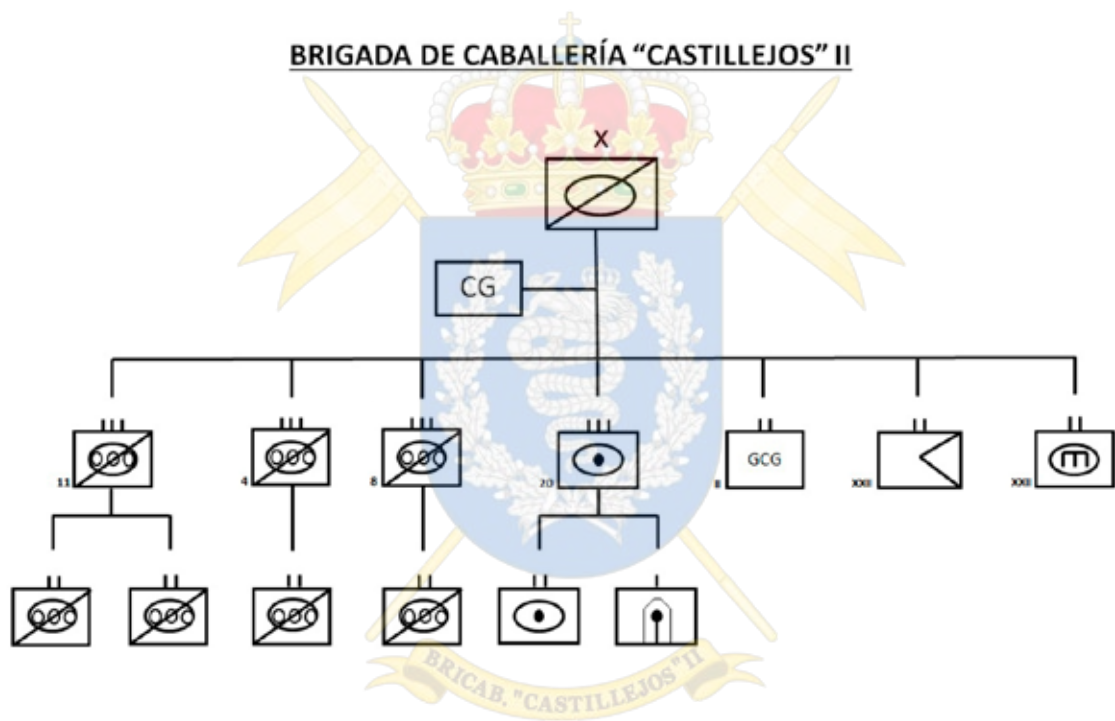 BRIGADA DE CABALLERÍA “CASTILLEJOS” II
X
CG
III III III III II II II
11 4 8 20 GCG II XXII XXII
II II II II II I
BRICAB. "CASTILLEJOS" II